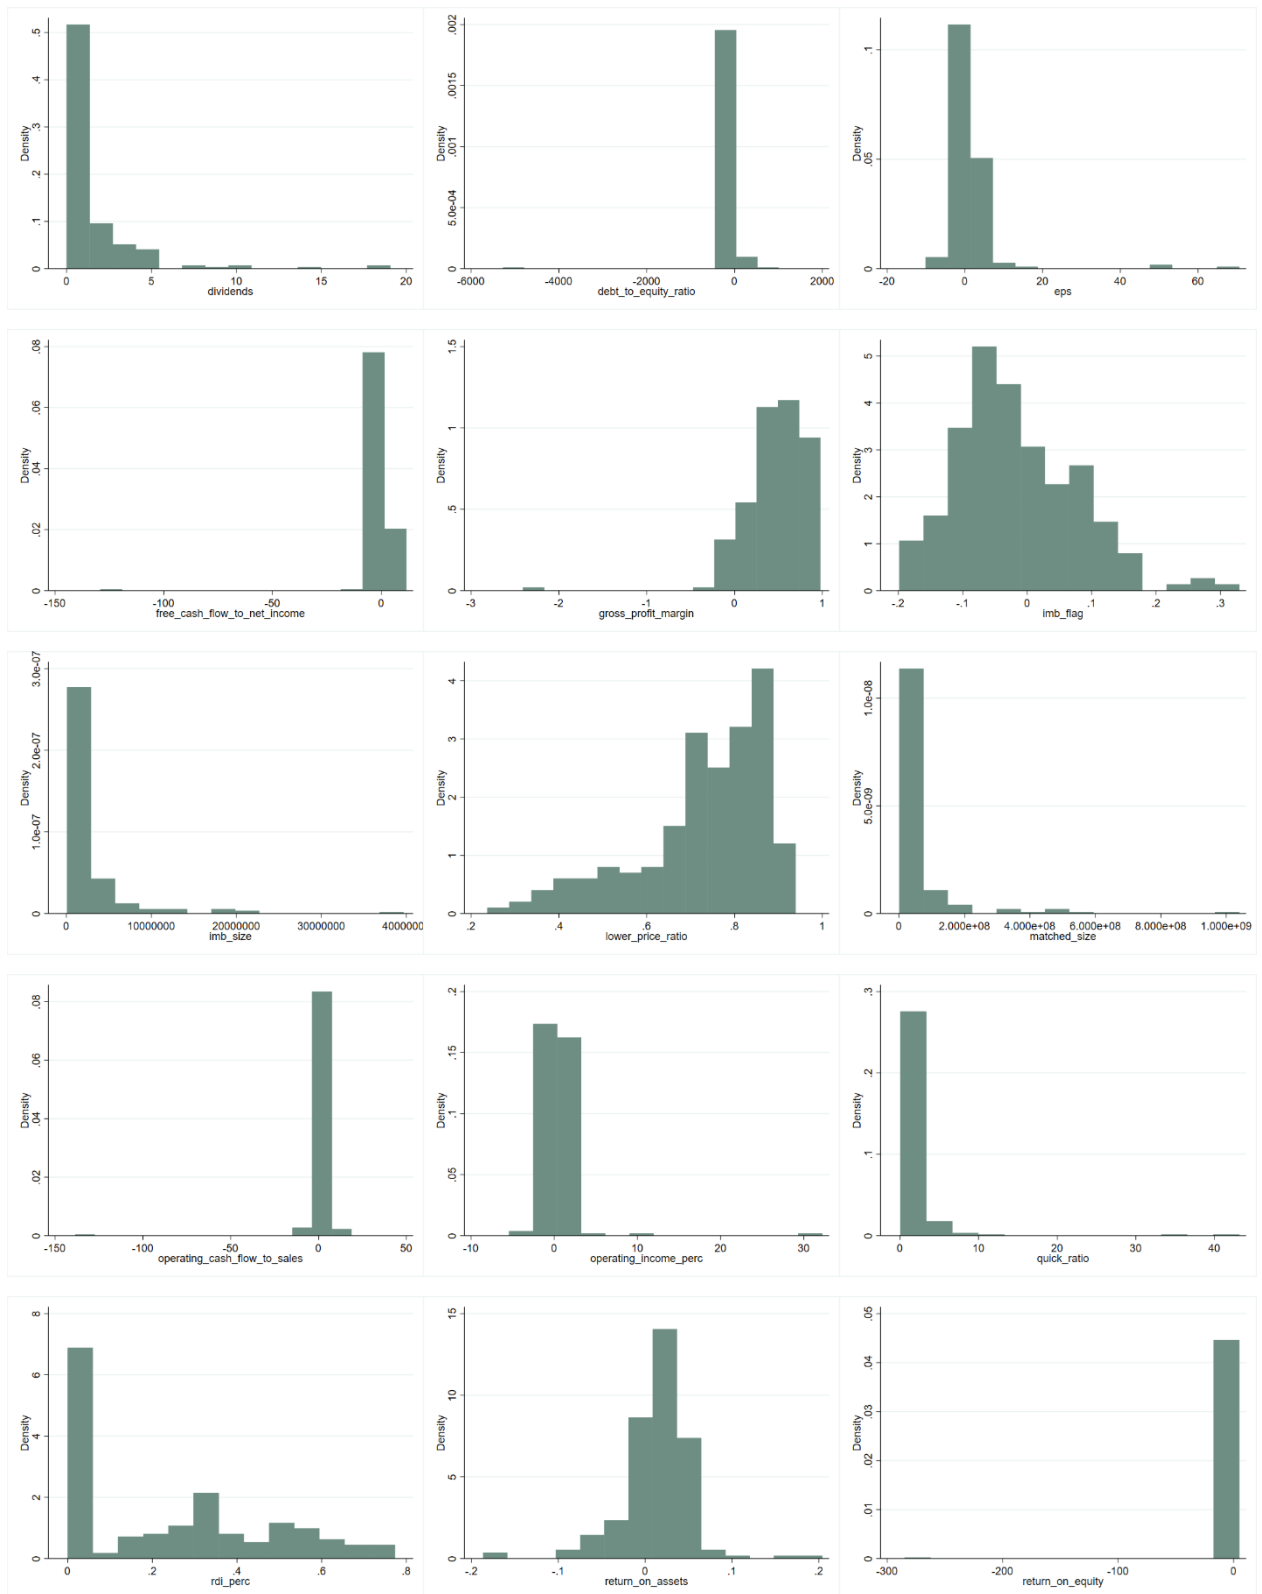 Density
0 .1 .2 .3 .4 .5
0 5 10 15 20
dividends
Density
0 5.0e-04 .001 .0015 .002
-6000 -4000 -2000 0 2000
debt_to_equity_ratio
Density
0 .05 .1
-20 0 20 40 60
eps
Density
0 .02 .04 .06 .08
-150 -100 -50 0
free_cash_flow_to_net_income
Density
0 .5 1 1.5
-3 -2 -1 0 1
gross_profit_margin
Density
0 1 2 3 4 5
-.2 -.1 0 .1 .2 .3
imb_flag
Density
0 1.0e-07 2.0e-07 3.0e-07
0 10000000 20000000 30000000 40000000
imb_size
Density
0 1 2 3 4
.2 .4 .6 .8 1
lower_price_ratio
Density
0 5.0e-09 1.0e-08
0 2.000e+08 4.000e+08 6.000e+08 8.000e+08 1.000e+09
matched_size
Density
0 .02 .04 .06 .08
-150 -100 -50 0 50
operating_cash_flow_to_sales
Density
0 .05 .1 .15 .2
-10 0 10 20 30
operating_income_perc
Density
0 .1 .2 .3
0 10 20 30 40
quick_ratio
Density
0 2 4 6 8
0 .2 .4 .6 .8
rdi_perc
Density
0 5 10 15
-.2 -.1 0 .1 .2
return_on_assets
Density
0 .01 .02 .03 .04 .05
-300 -200 -100 0
return_on_equity